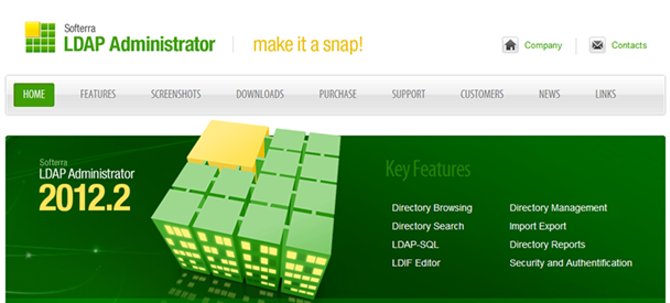 Softerra
LDAP Administrator
make it a snap!
Company
Contacts
HOME
FEATURES
SCREENSHOTS
DOWNLOADS
PURCHASE
SUPPORT
CUSTOMERS
NEWS
LINKS
Softerra
LDAP Administrator
2012.2
Key Features
Directory Browsing
Directory Search
LDAP-SQL
LDIF Editor
Directory Management
Import Export
Directory Reports
Security and Authentification